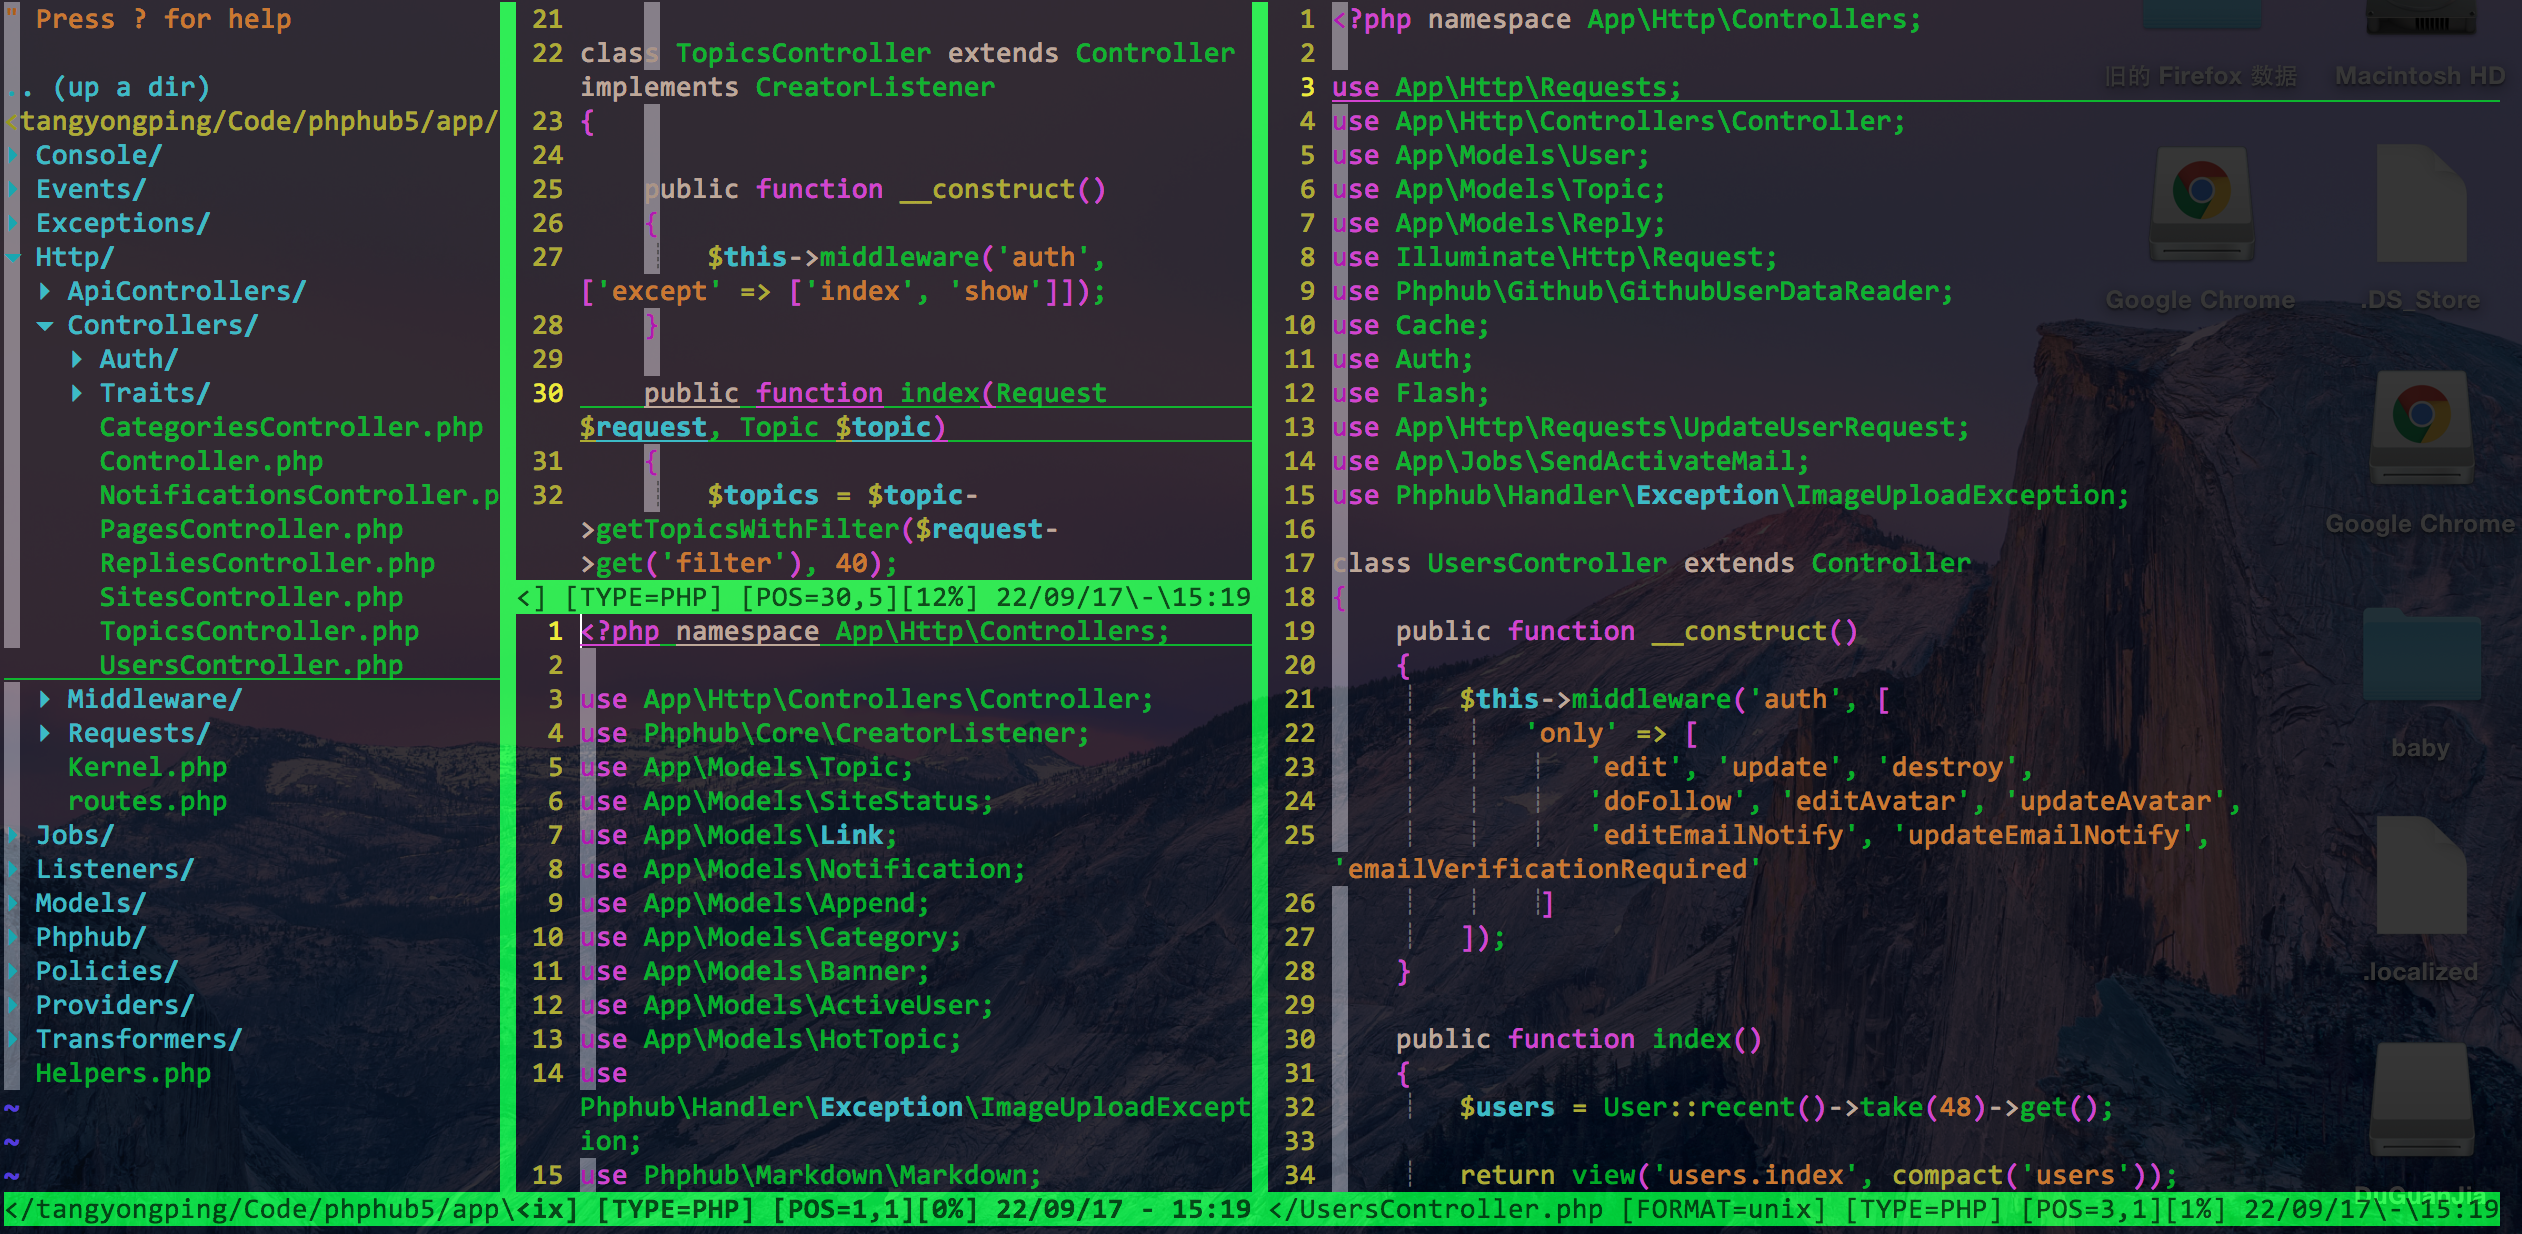 " Press ? for help
.. (up a dir)
<tangyongping/Code/phphub5/app/
Console/
Events/
Exceptions/
Http/
ApiControllers/
Controllers/
Auth/
Traits/
CategoriesController.php
Controller.php
NotificationsController.p
PagesController.php
RepliesController.php
SitesController.php
TopicsController.php
UsersController.php
Middleware/
Requests/
Kernel.php
routes.php
Jobs/
Listeners/
Models/
Phphub/
Policies/
Providers/
Transformers/
Helpers.php
~
~
~
</tangyongping/Code/phphub5/app\
21
22 class TopicsController extends Controller
implements CreatorListener
23 {
24
25 public function __construct()
26 {
27 $this->middleware('auth',
['except' => ['index', 'show']]);
28 }
29
30 public function index(Request
$request, Topic $topic)
31 {
32 $topics = $topic-
>getTopicsWithFilter($request-
>get('filter'), 40);
<] [TYPE=PHP] [POS=30,5][12%] 22/09/17\-\15:19
1 <?php namespace App\Http\Controllers;
2
3 use App\Http\Controllers\Controller;
4 use Phphub\Core\CreatorListener;
5 use App\Models\Topic;
6 use App\Models\SiteStatus;
7 use App\Models\Link;
8 use App\Models\Notification;
9 use App\Models\Append;
10 use App\Models\Category;
11 use App\Models\Banner;
12 use App\Models\ActiveUser;
13 use App\Models\HotTopic;
14 use
Phphub\Handler\Exception\ImageUploadExcept
ion;
15 use Phphub\Markdown\Markdown;
<ix] [TYPE=PHP] [POS=1,1][0%] 22/09/17 - 15:19
1 <?php namespace App\Http\Controllers;
2
3 use App\Http\Requests;
4 use App\Http\Controllers\Controller;
5 use App\Models\User;
6 use App\Models\Topic;
7 use App\Models\Reply;
8 use Illuminate\Http\Request;
9 use Phphub\Github\GithubUserDataReader;
10 use Cache;
11 use Auth;
12 use Flash;
13 use App\Http\Requests\UpdateUserRequest;
14 use App\Jobs\SendActivateMail;
15 use Phphub\Handler\Exception\ImageUploadException;
16
17 class UsersController extends Controller
18 {
19 public function __construct()
20 {
21 $this->middleware('auth', [
22 'only' => [
23 'edit', 'update', 'destroy',
24 'doFollow', 'editAvatar', 'updateAvatar',
25 'editEmailNotify', 'updateEmailNotify',
'emailVerificationRequired'
26 ]
27 ]);
28 }
29
30 public function index()
31 {
32 $users = User::recent()->take(48)->get();
33
34 return view('users.index', compact('users'));
</UsersController.php [FORMAT=unix] [TYPE=PHP] [POS=3,1][1%] 22/09/17\-\15:19
旧的 Firefox 数据
Macintosh HD
Google Chrome
.DS_Store
Google Chrome
baby
.localized
DuGuanJia